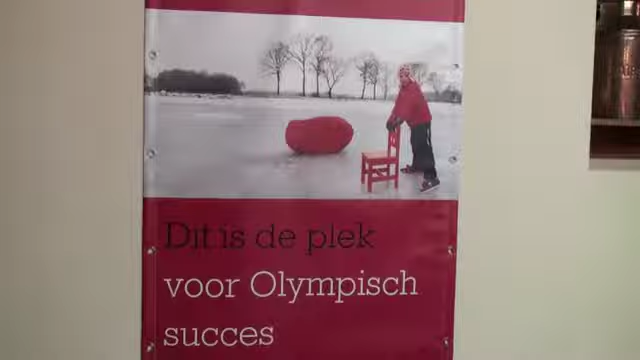 Dit is de plek
voor Olympisch
succes